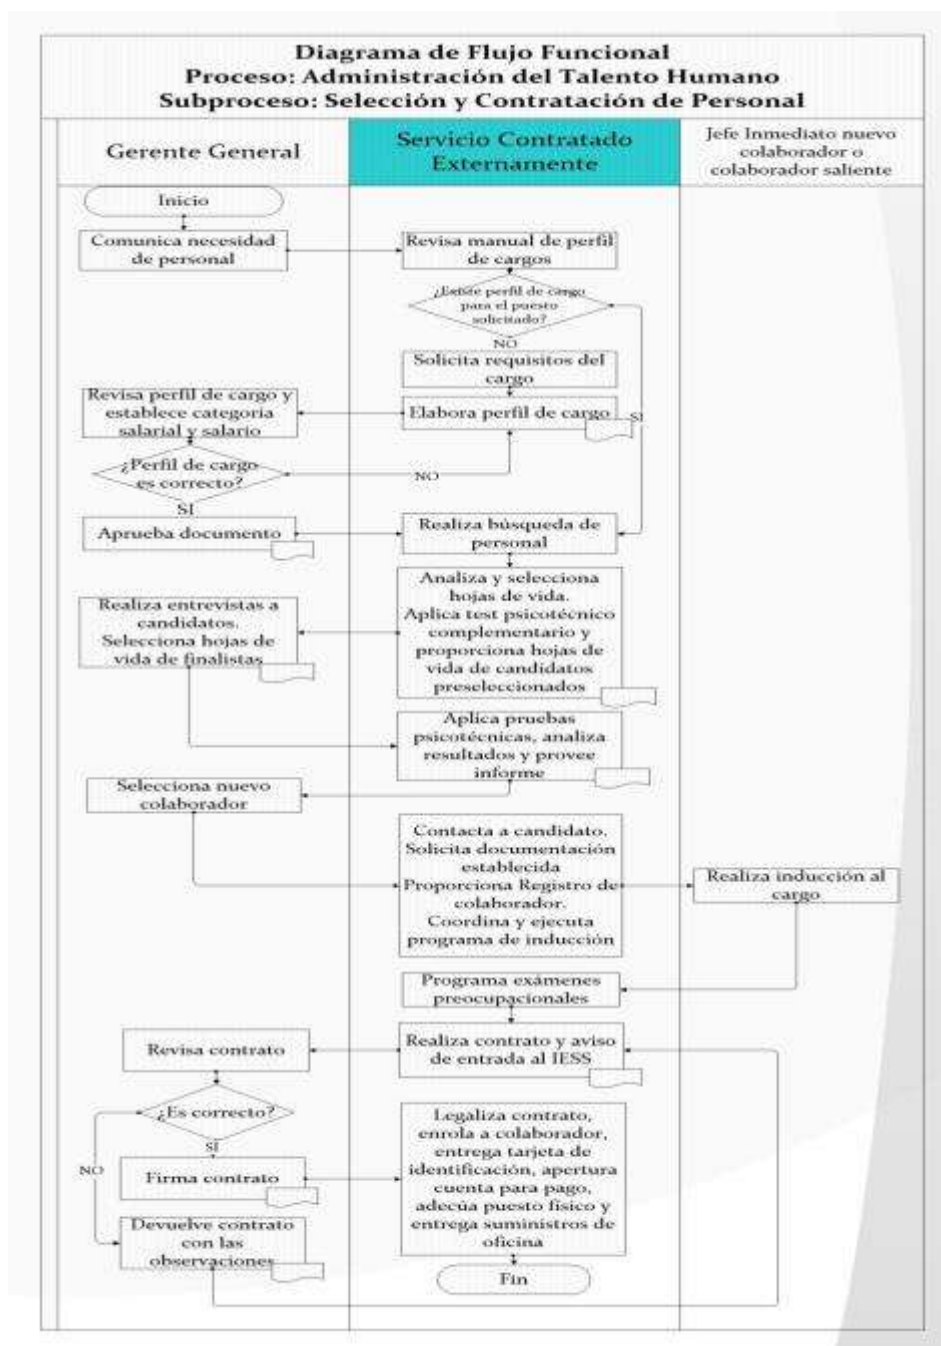 Diagrama de Flujo Funcional
Proceso: Administración del Talento Humano
Subproceso: Selección y Contratación de Personal
Gerente General
Servicio Contratado
Externamente
Jefe Inmediato nuevo
colaborador o
colaborador saliente
Inicio
Comunica necesidad
de personal
Revisa manual de perfil
de cargos
¿Existe perfil de cargo
para el puesto
solicitado?
NO
Solicita requisitos del
cargo
Elabora perfil de cargo
SI
Revisa perfil de cargo y
establece categoria
salarial y salario
¿Perfil de cargo
es correcto?
NO
SI
Aprueba documento
Realiza búsqueda de
personal
Analiza y selecciona
hojas de vida.
Aplica test psicotécnico
complementario y
proporciona hojas de
vida de candidatos
preseleccionados
Realiza entrevistas a
candidatos.
Selecciona hojas de
vida de finalistas
Aplica pruebas
psicotécnicas, analiza
resultados y provee
informe
Selecciona nuevo
colaborador
Contacta a candidato.
Solicita documentación
establecida
Proporciona Registro de
colaborador.
Coordina y ejecuta
programa de inducción
Realiza inducción al
cargo
Programa exámenes
preocupacionales
Realiza contrato y aviso
de entrada al IESS
Revisa contrato
¿Es correcto?
SI
NO
Firma contrato
Devuelve contrato
con las
observaciones
Legaliza contrato,
enrola a colaborador,
entrega tarjeta de
identificación, apertura
cuenta para pago,
adecúa puesto físico y
entrega suministros de
oficina
Fin